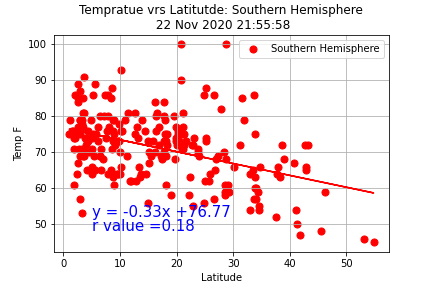 Tempratue vrs Latitutde: Southern Hemisphere
22 Nov 2020 21:55:58
Southern Hemisphere
100
90
80
70
60
50
Temp F
y = -0.33x +76.77
r value =0.18
0 10 20 30 40 50
Latitude